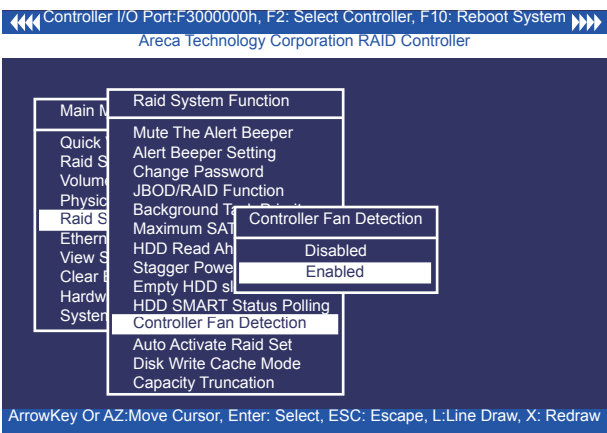 Controller I/O Port:F3000000h, F2: Select Controller, F10: Reboot System
Areca Technology Corporation RAID Controller
Main M
Quick
Raid S
Volume
Physic
Raid S
Ethern
View S
Clear
Hardw
System
Raid System Function
Mute The Alert Beeper
Alert Beeper Setting
Change Password
JBOD/RAID Function
Background
Maximum SAT
HDD Read Ah
Stagger Powe
Empty HDD sl
HDD SMART Status Polling
Controller Fan Detection
Auto Activate Raid Set
Disk Write Cache Mode
Capacity Truncation
Controller Fan Detection
Disabled
Enabled
ArrowKey Or AZ:Move Cursor, Enter: Select, ESC: Escape, L:Line Draw, X: Redraw